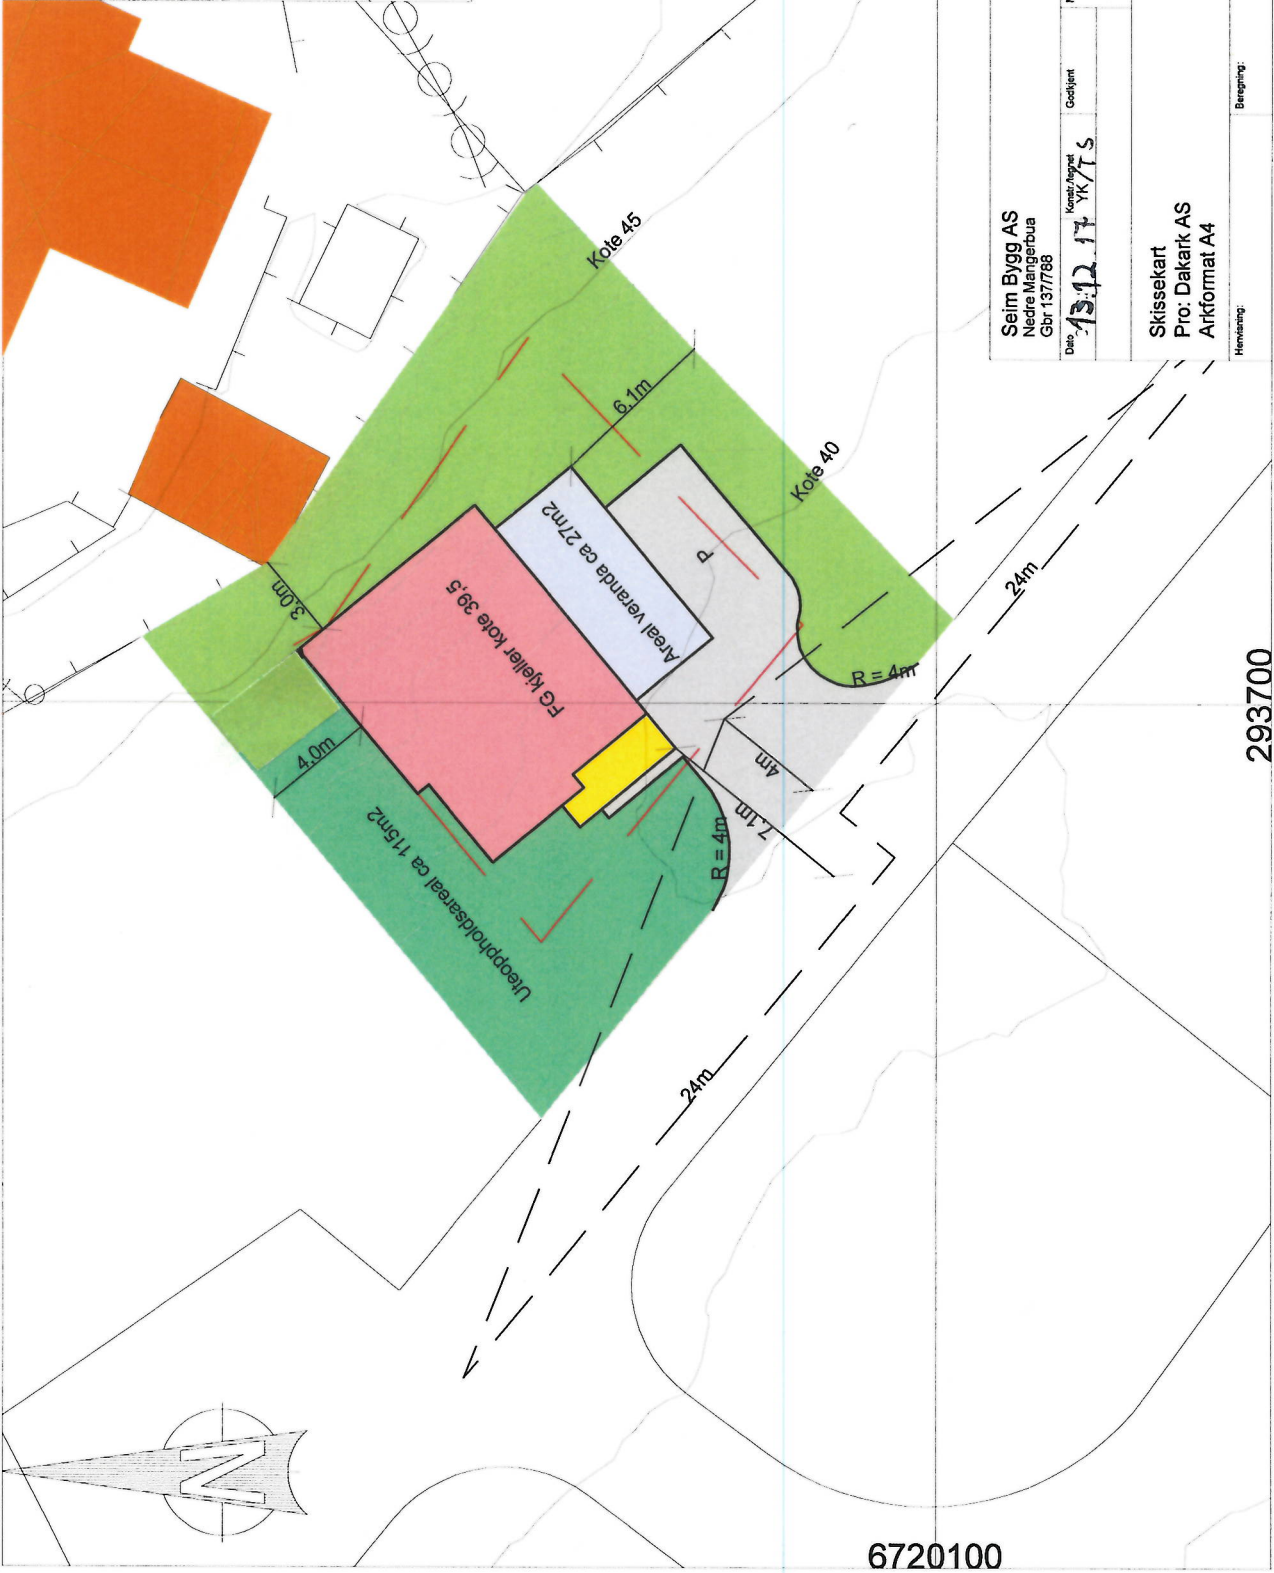 Kote 45
6.1m
3.0m
Areal veranda ca 27m2
FG kjeller kote 39,5
P
Kote 40
24m
R = 4m
4.0m
4m
7.1m
R = 4m
Uteoppholdsareal ca 115m2
24m
N
293700
6720100
Seim Bygg AS
Nedre Mangerbua
Gbr 137/788
Dato
13.12.17
Konstr./tegnet
YK/TS
Godkjent
Skissekart
Pro: Dakark AS
Arkformat A4
Henvisning:
Beregning: